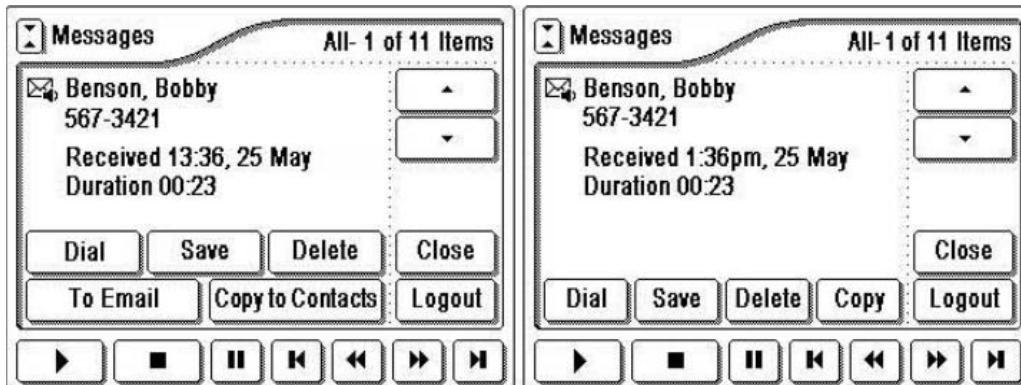 Messages
All- 1 of 11 Items
Benson, Bobby
567-3421
Received 13:36, 25 May
Duration 00:23
Dial Save Delete Close
To Email Copy to Contacts Logout
Messages
All- 1 of 11 Items
Benson, Bobby
567-3421
Received 1:36pm, 25 May
Duration 00:23
Close
Dial Save Delete Copy Logout